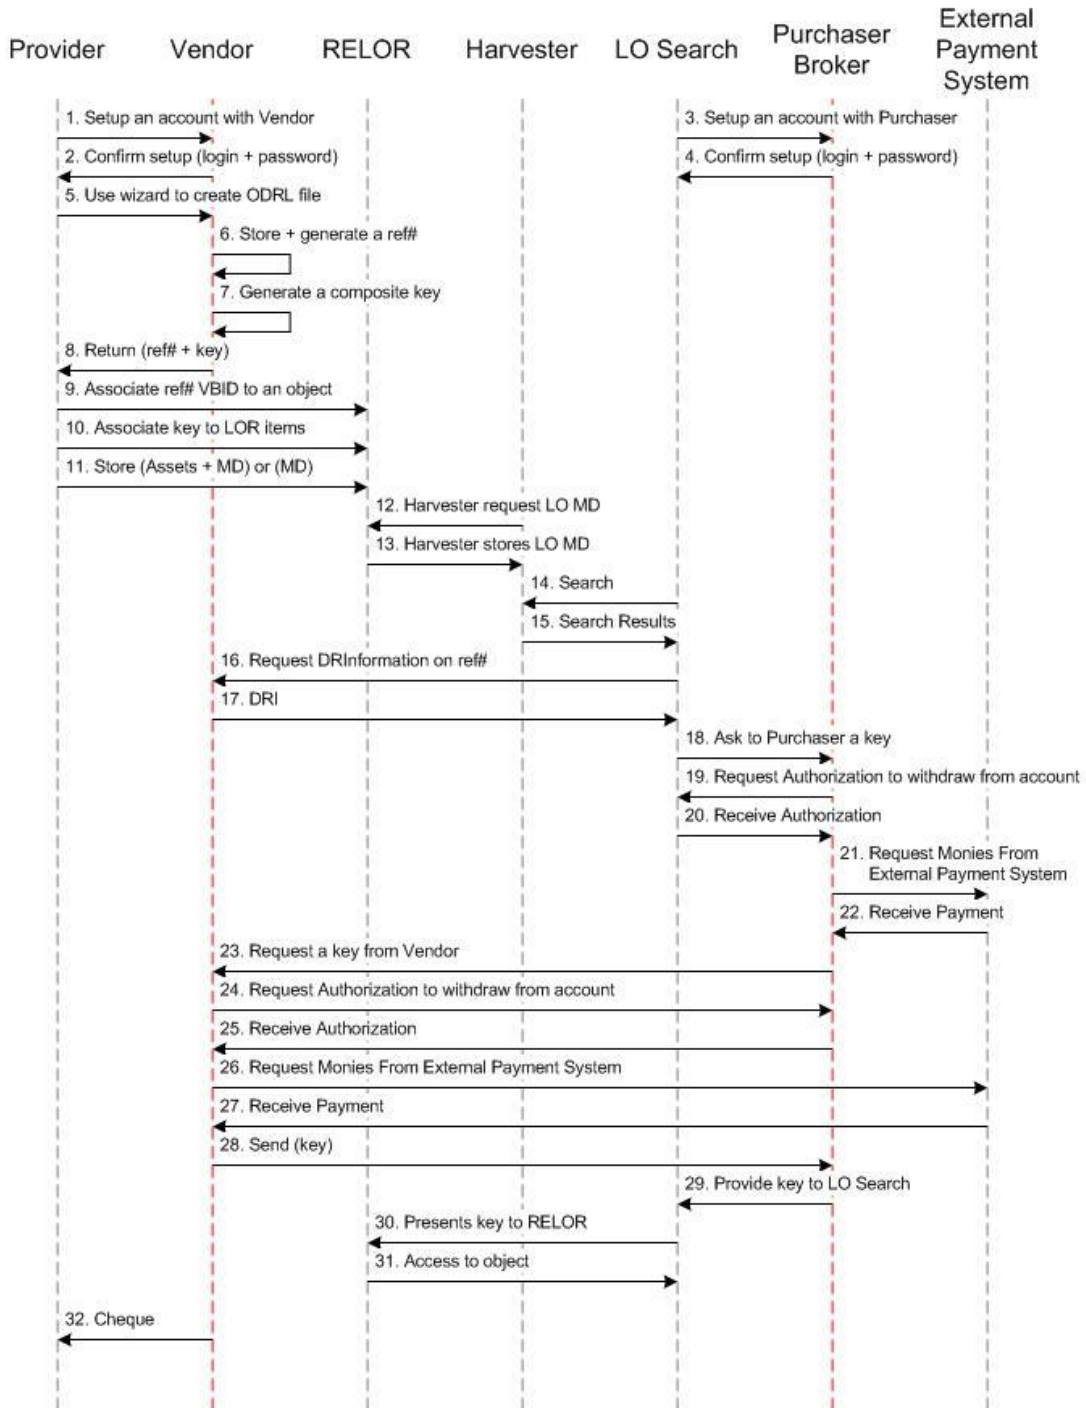 Provider
Vendor
RELOR
Harvester
LO Search
Purchaser
Broker
External
Payment
System
1. Setup an account with Vendor
3. Setup an account with Purchaser
2. Confirm setup (login + password)
4. Confirm setup (login + password)
5. Use wizard to create ODRL file
6. Store + generate a ref#
7. Generate a composite key
8. Return (ref# + key)
9. Associate ref# VBID to an object
10. Associate key to LOR items
11. Store (Assets + MD) or (MD)
12. Harvester request LO MD
13. Harvester stores LO MD
14. Search
15. Search Results
16. Request DRInformation on ref#
17. DRI
18. Ask to Purchaser a key
19. Request Authorization to withdraw from account
20. Receive Authorization
21. Request Monies From
External Payment System
22. Receive Payment
23. Request a key from Vendor
24. Request Authorization to withdraw from account
25. Receive Authorization
26. Request Monies From External Payment System
27. Receive Payment
28. Send (key)
29. Provide key to LO Search
30. Presents key to RELOR
31. Access to object
32. Cheque